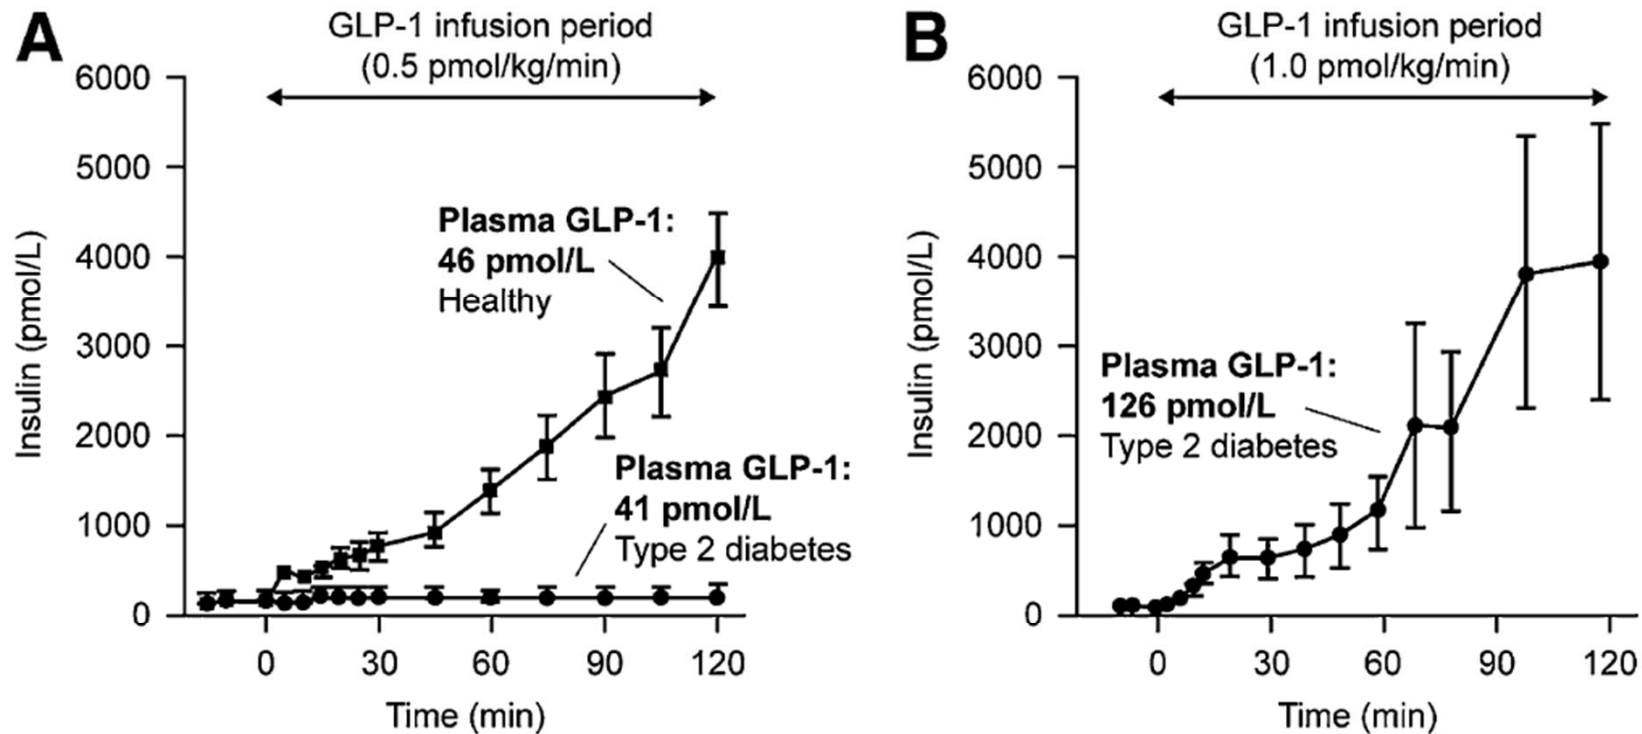 A
GLP-1 infusion period
(0.5 pmol/kg/min)
6000
5000
4000
3000
2000
1000
0
Insulin (pmol/L)
Plasma GLP-1:
46 pmol/L
Healthy
Plasma GLP-1:
41 pmol/L
Type 2 diabetes
0 30 60 90 120
Time (min)
B
GLP-1 infusion period
(1.0 pmol/kg/min)
6000
5000
4000
3000
2000
1000
0
Insulin (pmol/L)
Plasma GLP-1:
126 pmol/L
Type 2 diabetes
0 30 60 90 120
Time (min)